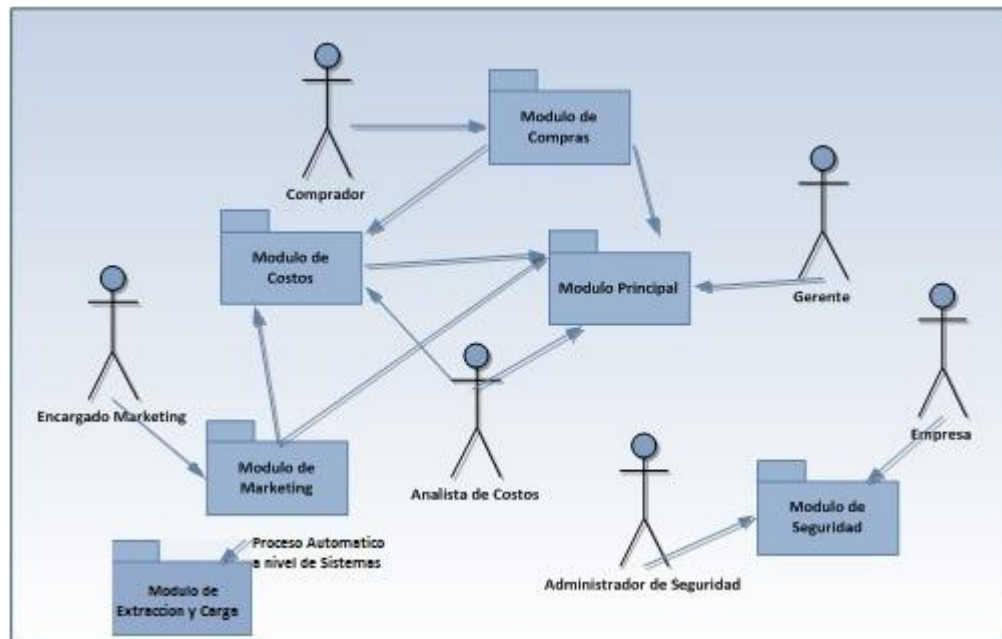 Modulo de
Compras
Comprador
Modulo de
Costos
Modulo Principal
Gerente
Encargado Marketing
Empresa
Modulo de
Marketing
Analista de Costos
Modulo de
Seguridad
Proceso Automatico
a nivel de Sistemas
Administrador de Seguridad
Modulo de
Extraccion y Carga